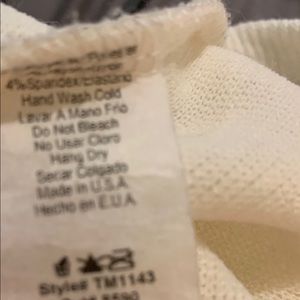 4%Spandex/Elastano
Hand Wash Cold
Lavar A Mano Frio
Do Not Bleach
No User Cloro
Hang Dry
Secar Colgado
Made in U.S.A.
Hecho en E.U.A.
Style# TM1143